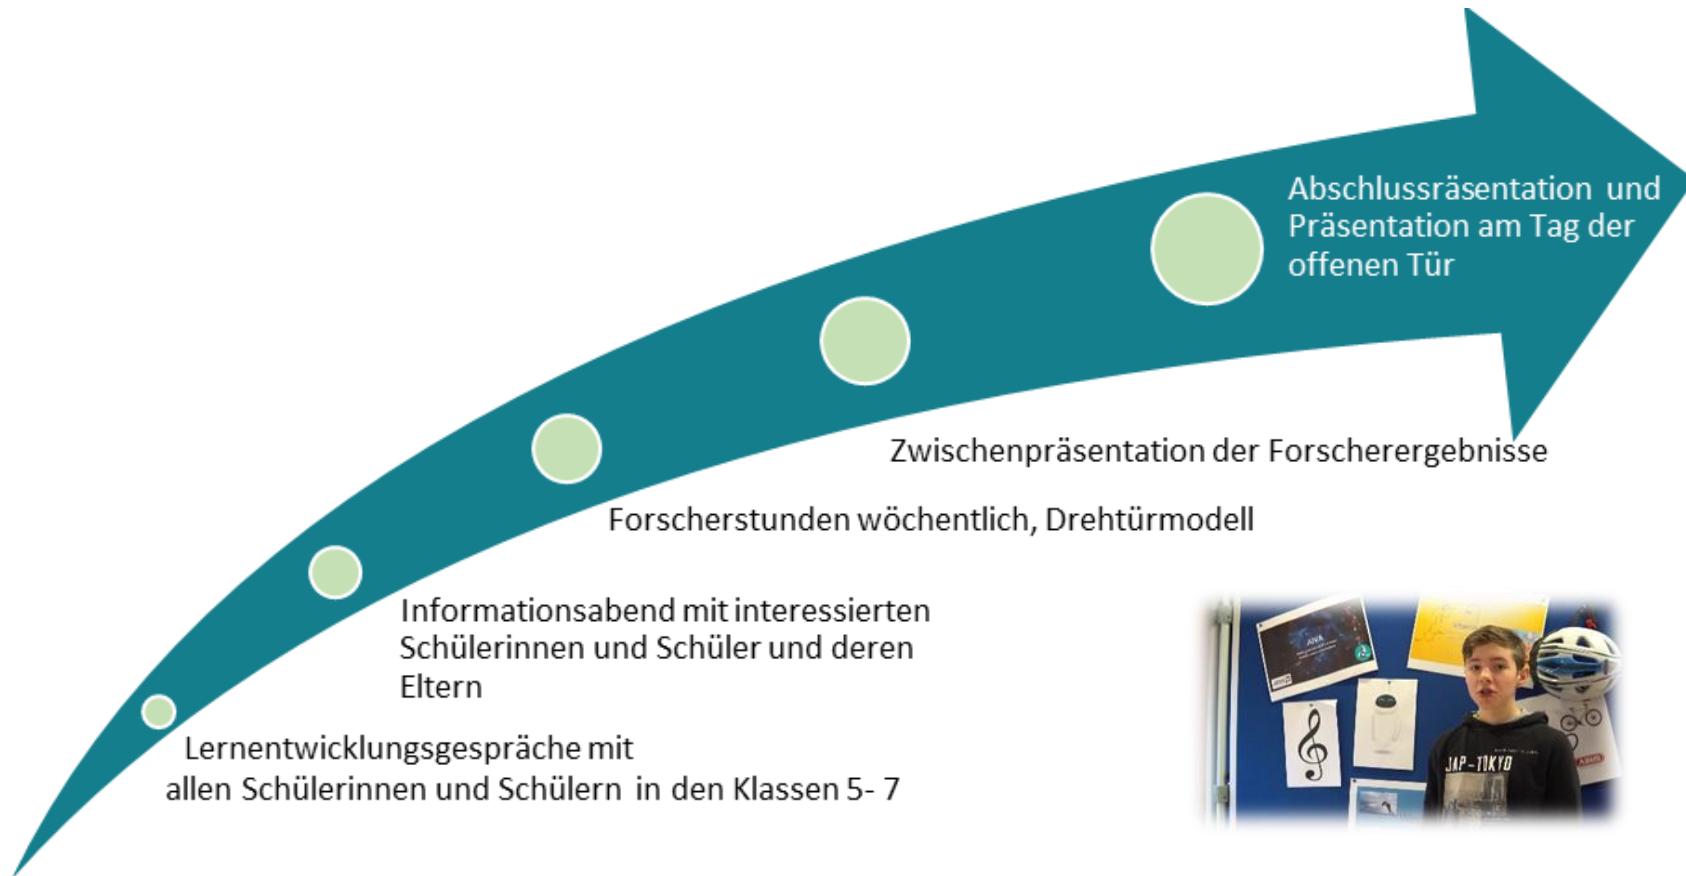 Abschlussräsentation und
Präsentation am Tag der
offenen Tür
Zwischenpräsentation der Forscherergebnisse
Forscherstunden wöchentlich, Drehtürmodell
Informationsabend mit interessierten
Schülerinnen und Schüler und deren
Eltern
Lernentwicklungsgespräche mit
allen Schülerinnen und Schülern in den Klassen 5- 7
JAP-TOKYO